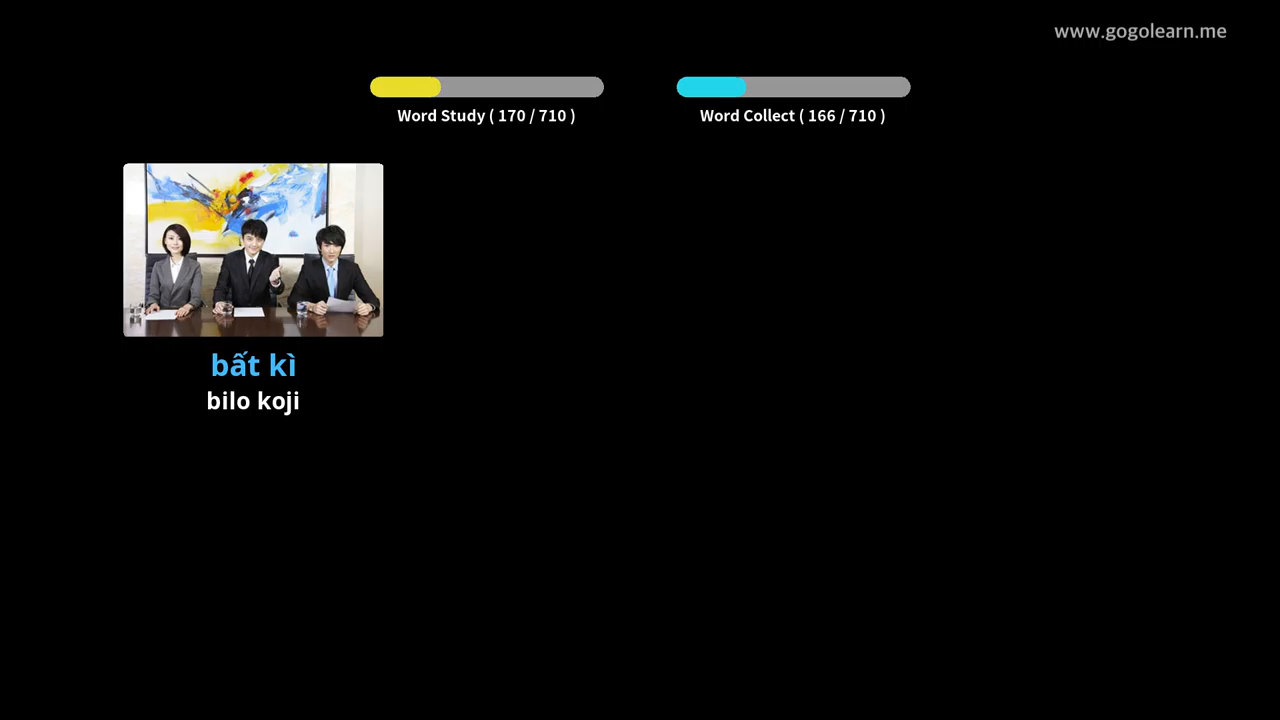 www.gogolearn.me
Word Study ( 170 / 710 )
Word Collect ( 166 / 710 )
bất kì
bilo koji